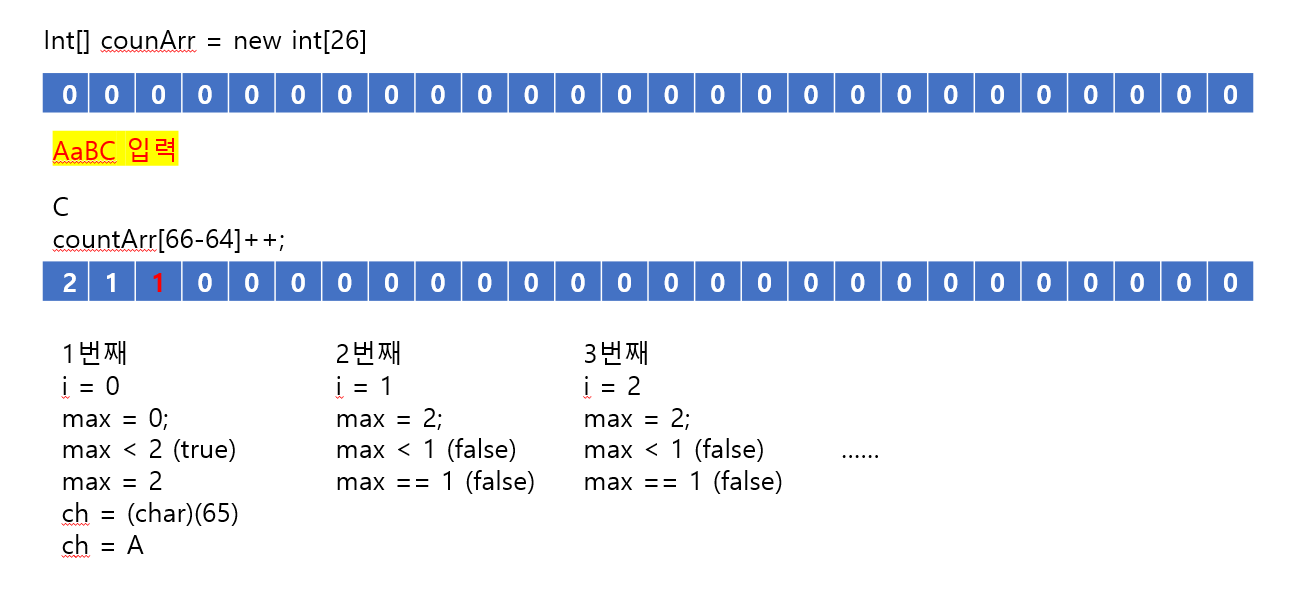 Int[] counArr = new int[26]
0 0 0 0 0 0 0 0 0 0 0 0 0 0 0 0 0 0 0 0 0 0 0 0 0 0
AaBC 입력
C
countArr[66-64]++;
2 1 1 0 0 0 0 0 0 0 0 0 0 0 0 0 0 0 0 0 0 0 0 0 0 0
1번째
i = 0
max = 0;
max < 2 (true)
max = 2
ch = (char)(65)
ch = A
2번째
i = 1
max = 2;
max < 1 (false)
max == 1 (false)
3번째
i = 2
max = 2;
max < 1 (false)
max == 1 (false)
......